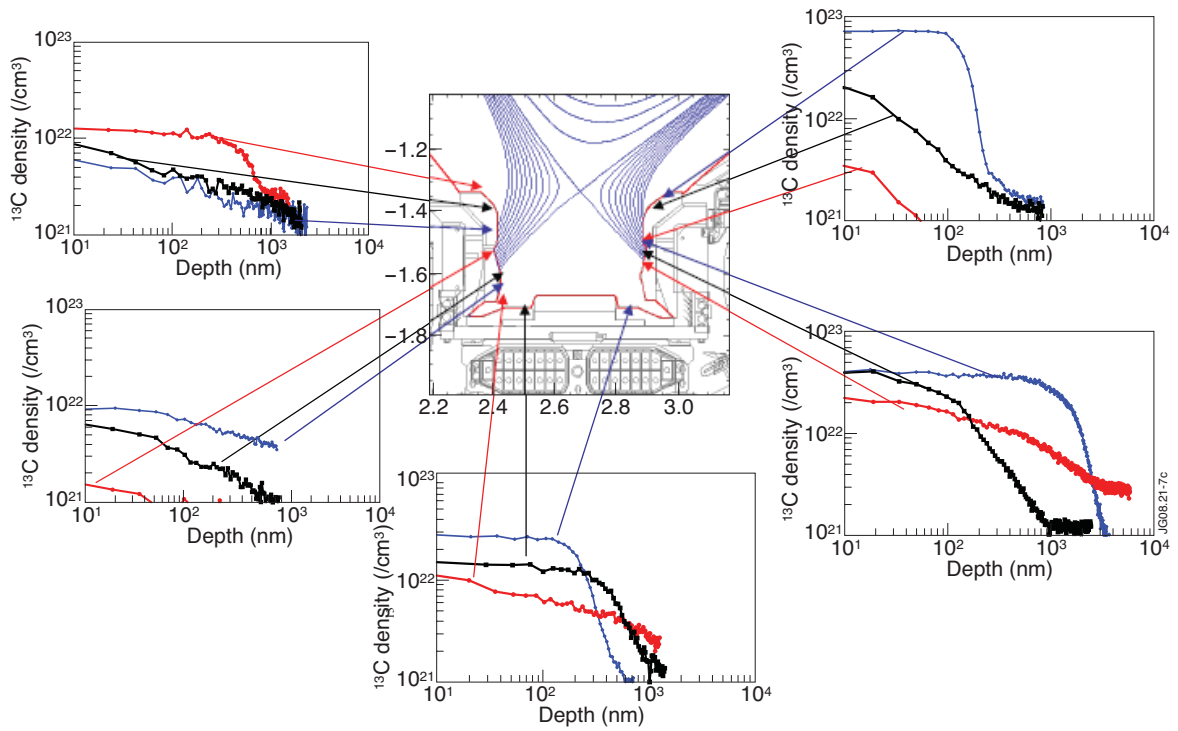 10²³
¹³C density (/cm³)
10²²
10²¹
10¹ 10² 10³ 10⁴
Depth (nm)
10²³
¹³C density (/cm³)
10²²
10²¹
10¹ 10² 10³ 10⁴
Depth (nm)
−1.2
−1.4
−1.6
−1.8
2.2 2.4 2.6 2.8 3.0
10²³
¹³C density (/cm³)
10²²
10²¹
10¹ 10² 10³ 10⁴
Depth (nm)
10²³
¹³C density (/cm³)
10²²
10²¹
10¹ 10² 10³ 10⁴
Depth (nm)
JG08.21-7c
10²³
¹³C density (/cm³)
13
10²²
10²¹
10¹ 10² 10³ 10⁴
Depth (nm)